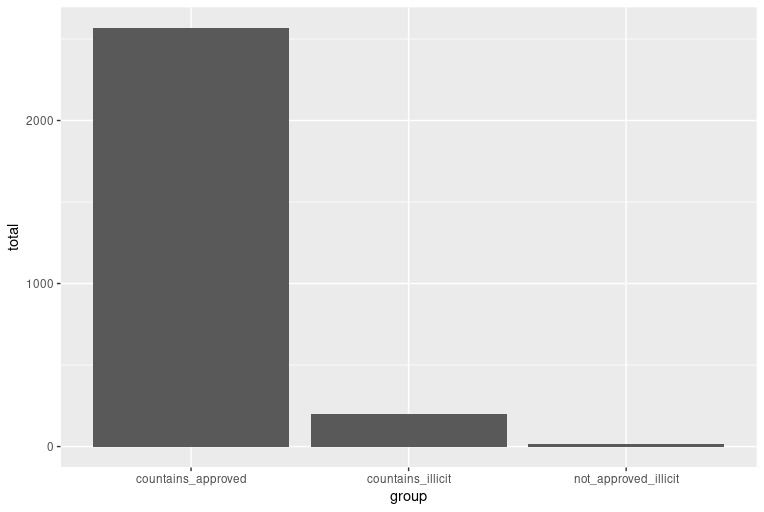 total
2000
1000
0
countains_approved
countains_illicit
not_approved_illicit
group